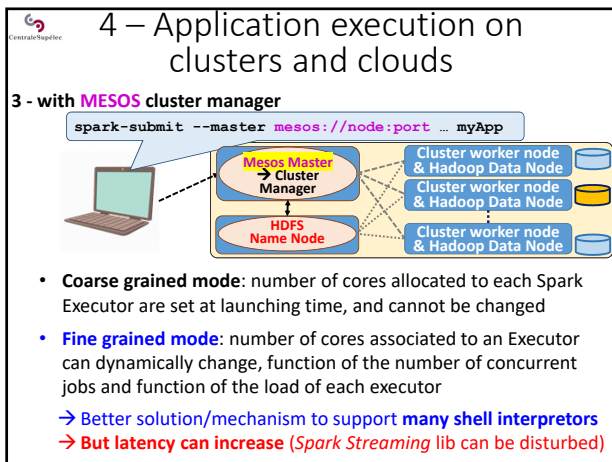 CentraleSupélec
4 – Application execution on
clusters and clouds
3 - with MESOS cluster manager
spark-submit --master mesos://node:port … myApp
Mesos Master
→ Cluster
Manager
HDFS
Name Node
Cluster worker node
& Hadoop Data Node
Cluster worker node
& Hadoop Data Node
Cluster worker node
& Hadoop Data Node
• Coarse grained mode: number of cores allocated to each Spark
Executor are set at launching time, and cannot be changed
• Fine grained mode: number of cores associated to an Executor
can dynamically change, function of the number of concurrent
jobs and function of the load of each executor
→ Better solution/mechanism to support many shell interpretors
→ But latency can increase (Spark Streaming lib can be disturbed)